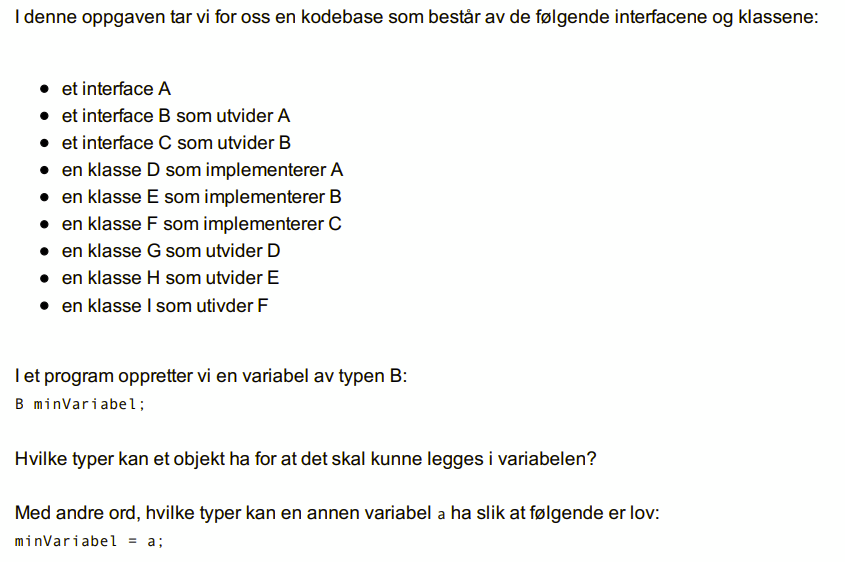 I denne oppgaven tar vi for oss en kodebase som består av de følgende interfacene og klassene:
• et interface A
• et interface B som utvider A
• et interface C som utvider B
• en klasse D som implementerer A
• en klasse E som implementerer B
• en klasse F som implementerer C
• en klasse G som utvider D
• en klasse H som utvider E
• en klasse I som utivder F
I et program oppretter vi en variabel av typen B:
B minVariabel;
Hvilke typer kan et objekt ha for at det skal kunne legges i variabelen?
Med andre ord, hvilke typer kan en annen variabel a ha slik at følgende er lov:
minVariabel = a;